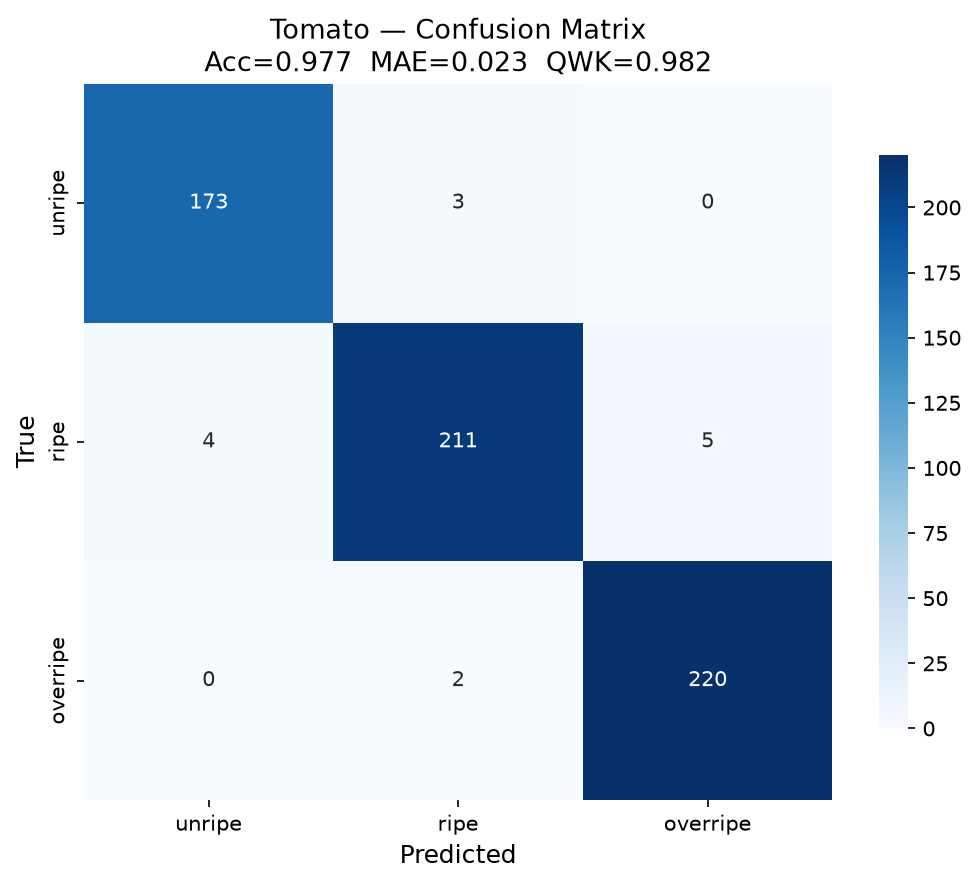 Tomato — Confusion Matrix
Acc=0.977  MAE=0.023  QWK=0.982
True
unripe
173 3 0
ripe
4 211 5
overripe
0 2 220
unripe ripe overripe
Predicted
200
175
150
125
100
75
50
25
0